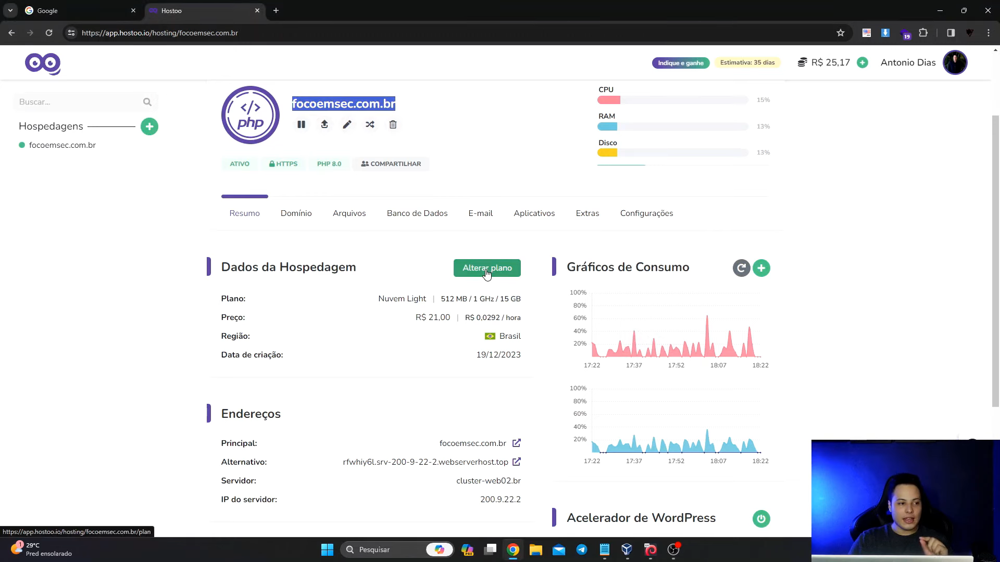 Google
Hostoo
https://app.hostoo.io/hosting/focoemsec.com.br
19
Indique e ganhe
Estimativa: 35 dias
R$ 25,17
Antonio Dias
Buscar...
Hospedagens
focoemsec.com.br
</>
php
focoemsec.com.br
ATIVO
HTTPS
PHP 8.0
COMPARTILHAR
CPU
15%
RAM
13%
Disco
13%
Resumo
Domínio
Arquivos
Banco de Dados
E-mail
Aplicativos
Extras
Configurações
Dados da Hospedagem
Alterar plano
Plano:
Nuvem Light | 512 MB / 1 GHz / 15 GB
Preço:
R$ 21,00 | R$ 0,0292 / hora
Região:
Brasil
Data de criação:
19/12/2023
Endereços
Principal:
focoemsec.com.br
Alternativo:
rfwhiy6l.srv-200-9-22-2.webserverhost.top
Servidor:
cluster-web02.br
IP do servidor:
200.9.22.2
Gráficos de Consumo
100%
80%
60%
40%
20%
17:22 17:37 17:52 18:07 18:22
100%
80%
60%
40%
20%
17:22 17:37 17:52 18:07 18:22
Acelerador de WordPress
https://app.hostoo.io/hosting/focoemsec.com.br/plan
1
29°C
Pred ensolarado
Pesquisar
PRE
64